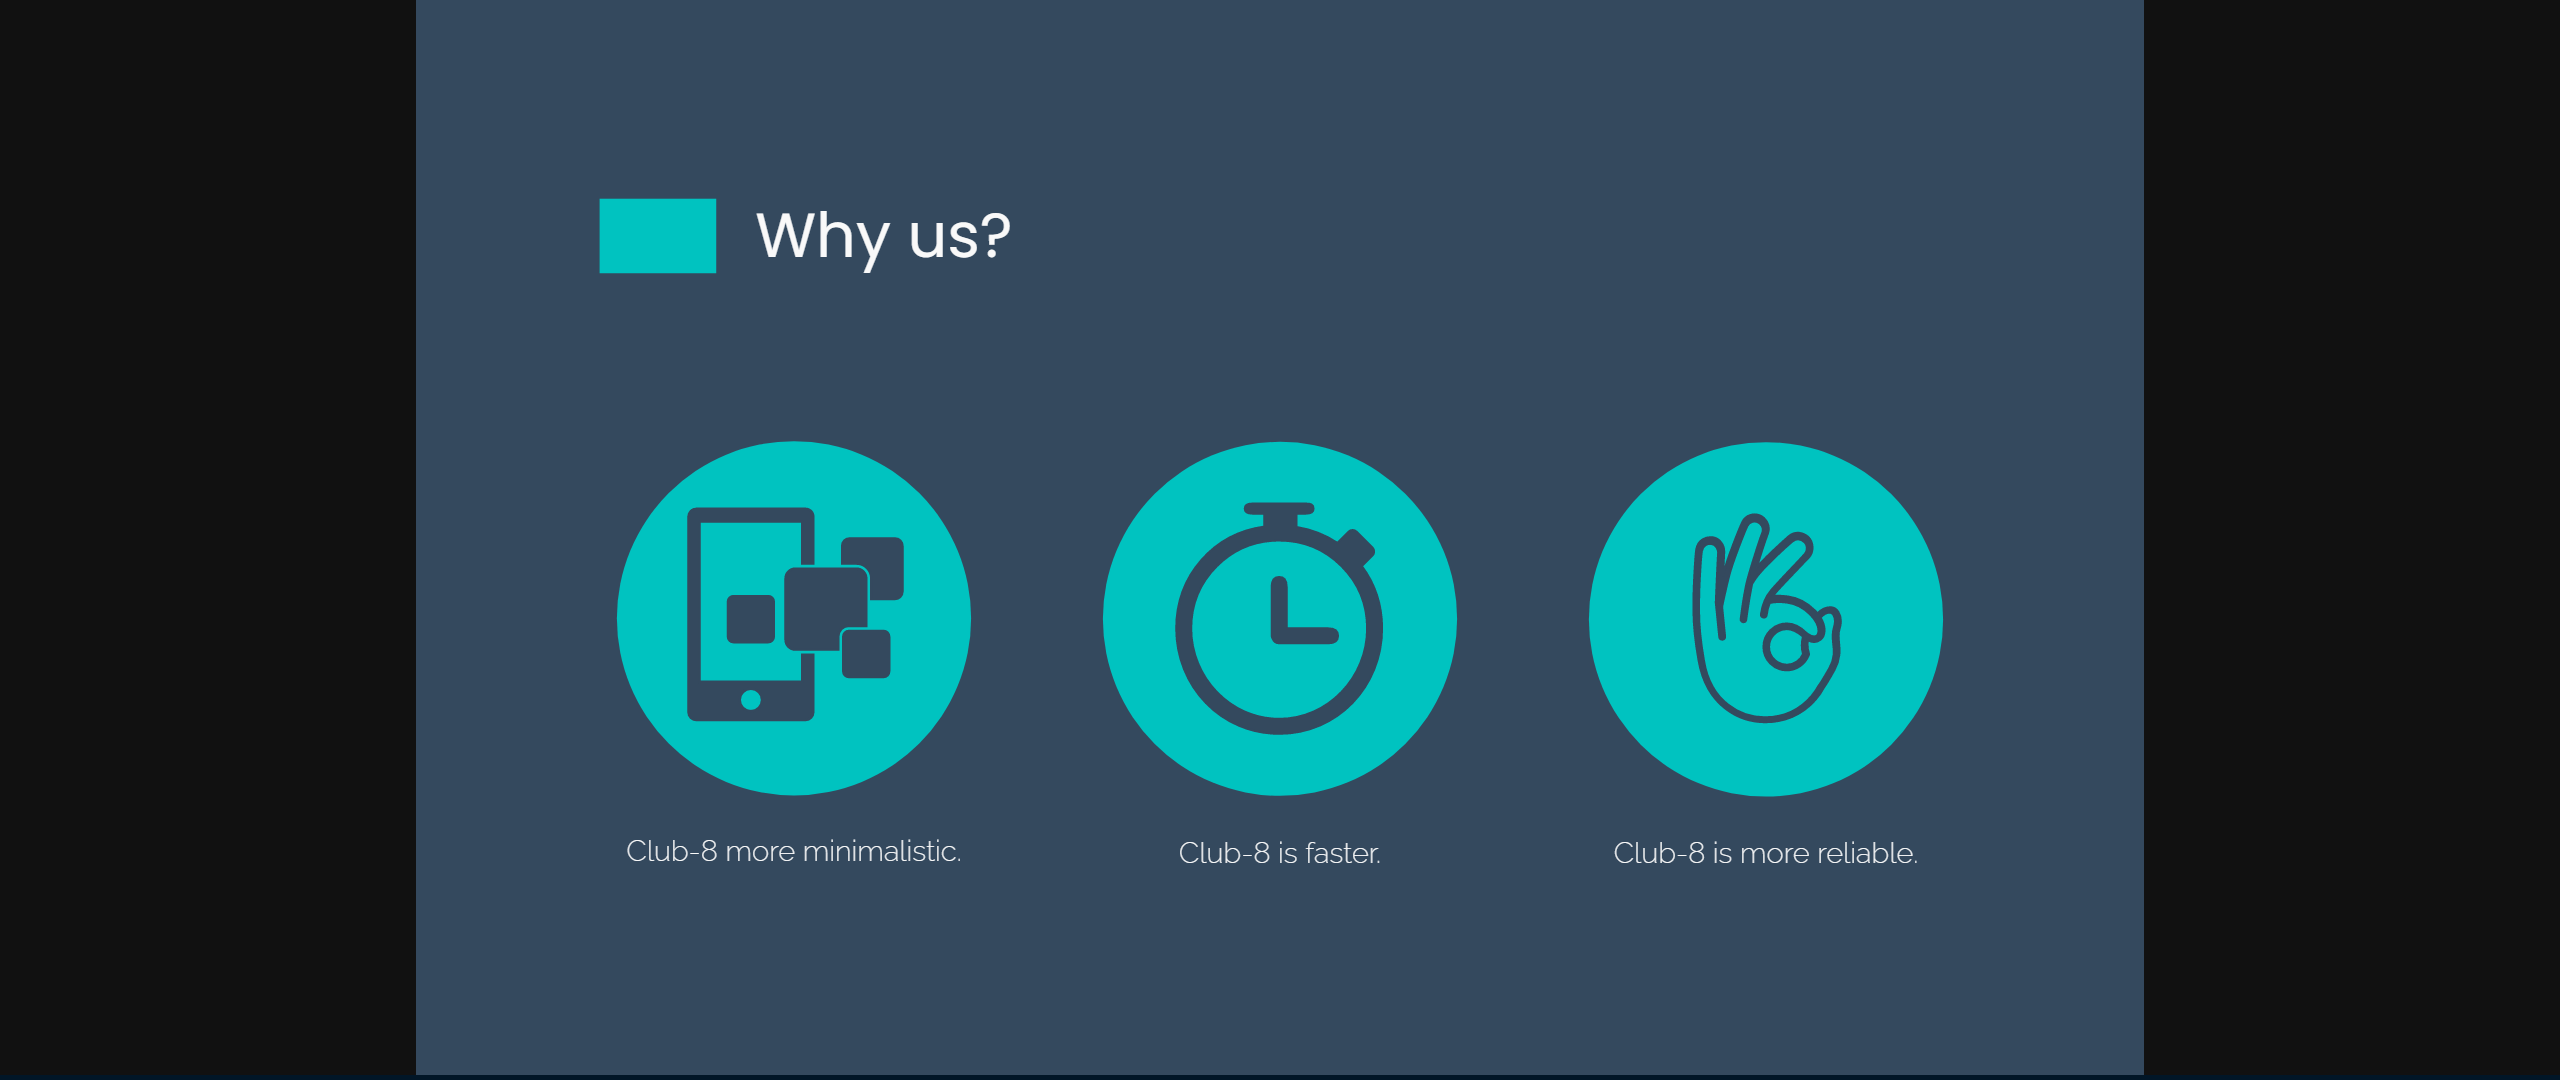 Why us?
Club-8 more minimalistic.
Club-8 is faster.
Club-8 is more reliable.